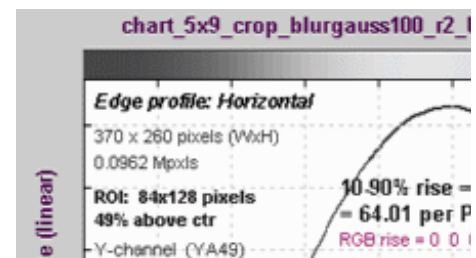 chart_5x9_crop_blurgauss100_r2_
Edge profile: Horizontal
370 x 260 pixels (WxH)
0.0962 Mpxls
ROI: 84x128 pixels
49% above ctr
Y-channel (YA49)
10-90% rise =
= 64.01 per P
RGB rise = 0 0
(linear)